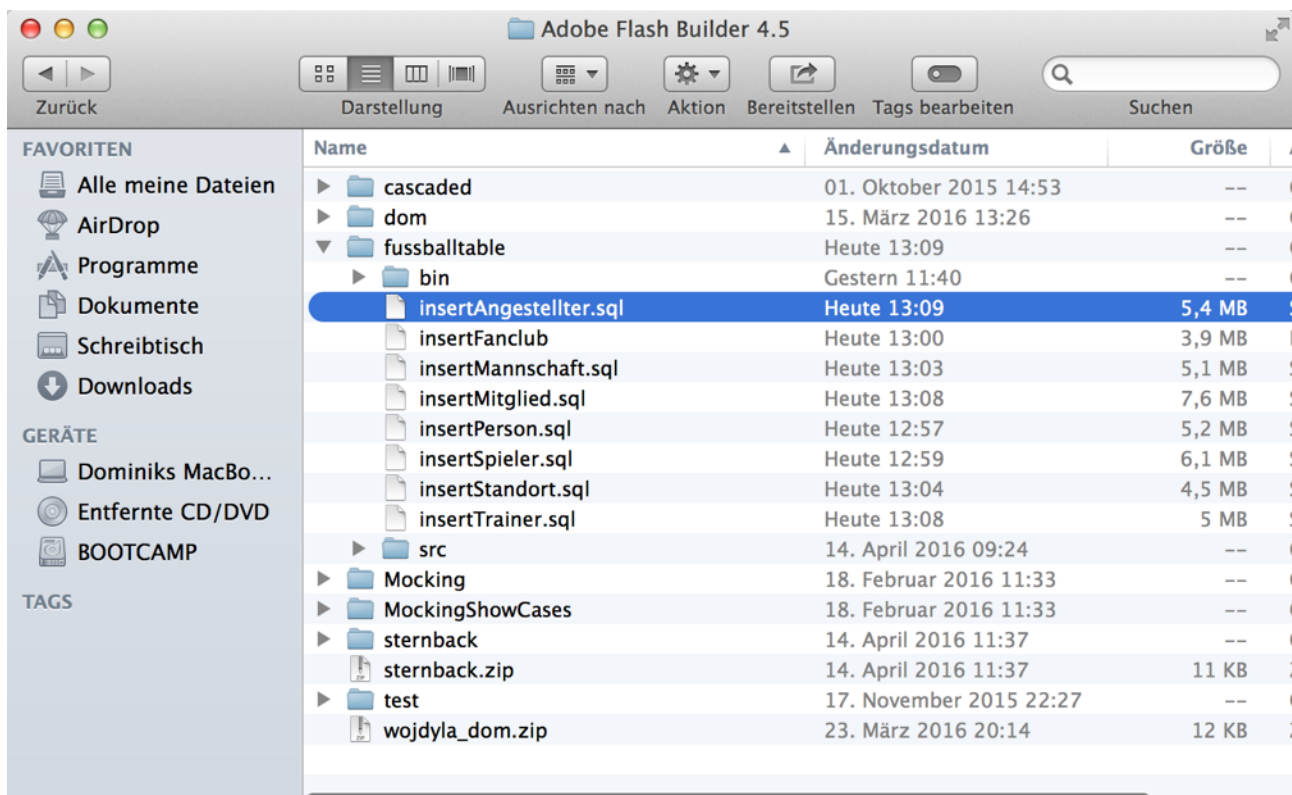 Adobe Flash Builder 4.5
Zurück Darstellung Ausrichten nach Aktion Bereitstellen Tags bearbeiten Suchen
FAVORITEN
Alle meine Dateien
AirDrop
Programme
Dokumente
Schreibtisch
Downloads
GERÄTE
Dominiks MacBo...
Entfernte CD/DVD
BOOTCAMP
TAGS
Name Änderungsdatum Größe
cascaded 01. Oktober 2015 14:53 --
dom 15. März 2016 13:26 --
fussballtable Heute 13:09 --
bin Gestern 11:40 --
insertAngestellter.sql Heute 13:09 5,4 MB
insertFanclub Heute 13:00 3,9 MB
insertMannschaft.sql Heute 13:03 5,1 MB
insertMitglied.sql Heute 13:08 7,6 MB
insertPerson.sql Heute 12:57 5,2 MB
insertSpieler.sql Heute 12:59 6,1 MB
insertStandort.sql Heute 13:04 4,5 MB
insertTrainer.sql Heute 13:08 5 MB
src 14. April 2016 09:24 --
Mocking 18. Februar 2016 11:33 --
MockingShowCases 18. Februar 2016 11:33 --
sternback 14. April 2016 11:37 --
sternback.zip 14. April 2016 11:37 11 KB
test 17. November 2015 22:27 --
wojdyla_dom.zip 23. März 2016 20:14 12 KB